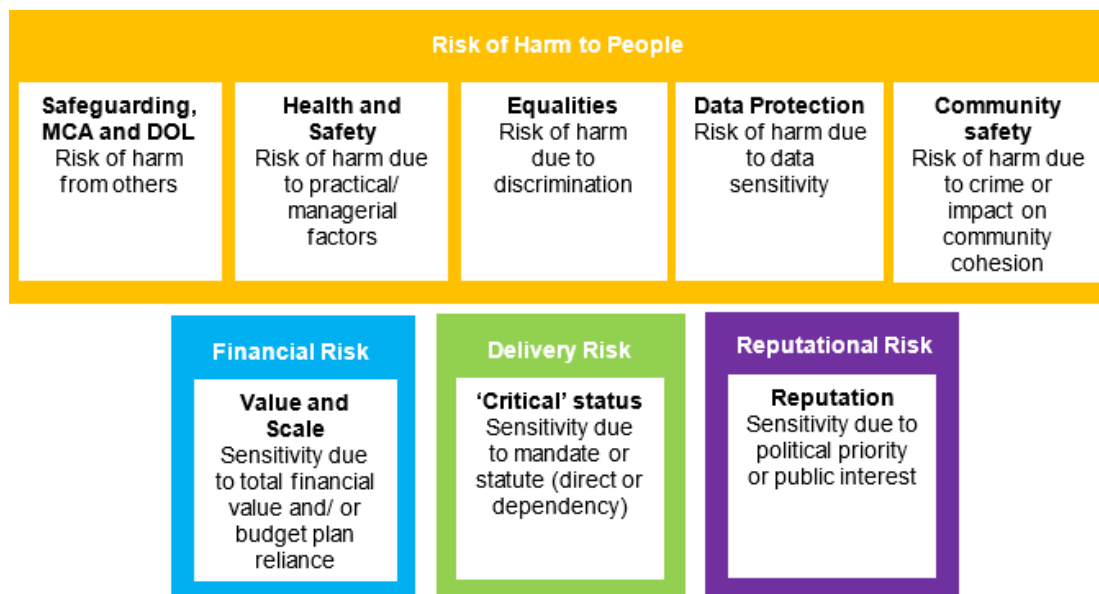 Risk of Harm to People
Safeguarding,
MCA and DOL
Risk of harm
from others
Health and
Safety
Risk of harm due
to practical/
managerial
factors
Equalities
Risk of harm
due to
discrimination
Data Protection
Risk of harm due
to data
sensitivity
Community
safety
Risk of harm due
to crime or
impact on
community
cohesion
Financial Risk
Value and
Scale
Sensitivity due
to total financial
value and/ or
budget plan
reliance
Delivery Risk
‘Critical’ status
Sensitivity due
to mandate or
statute (direct or
dependency)
Reputational Risk
Reputation
Sensitivity due to
political priority
or public interest